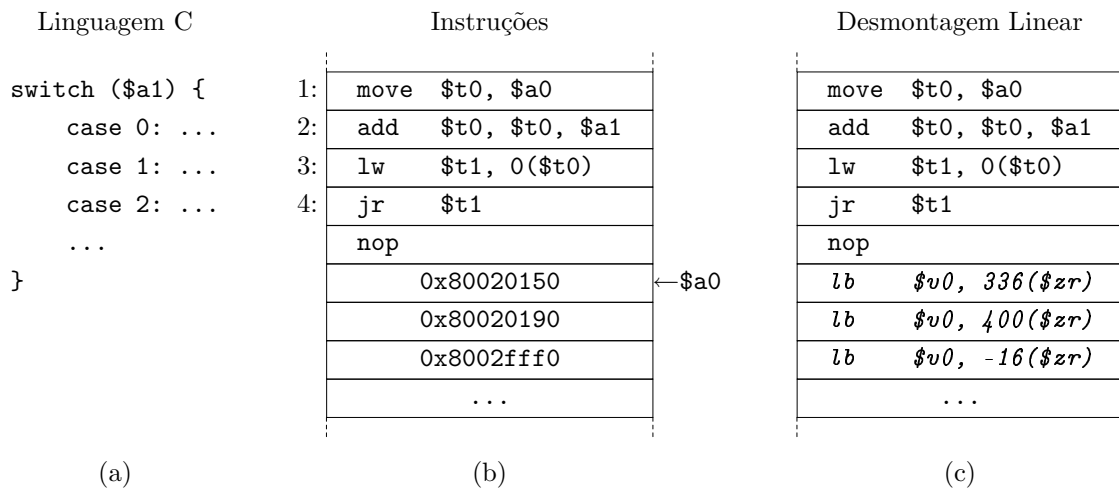 Linguagem C
switch ($a1) {
case 0: ...
case 1: ...
case 2: ...
...
}
(a)
Instruções
1: move $t0, $a0
2: add $t0, $t0, $a1
3: lw $t1, 0($t0)
4: jr $t1
nop
0x80020150 ←$a0
0x80020190
0x8002fff0
...
(b)
Desmontagem Linear
move $t0, $a0
add $t0, $t0, $a1
lw $t1, 0($t0)
jr $t1
nop
lb $v0, 336($zr)
lb $v0, 400($zr)
lb $v0, -16($zr)
...
(c)